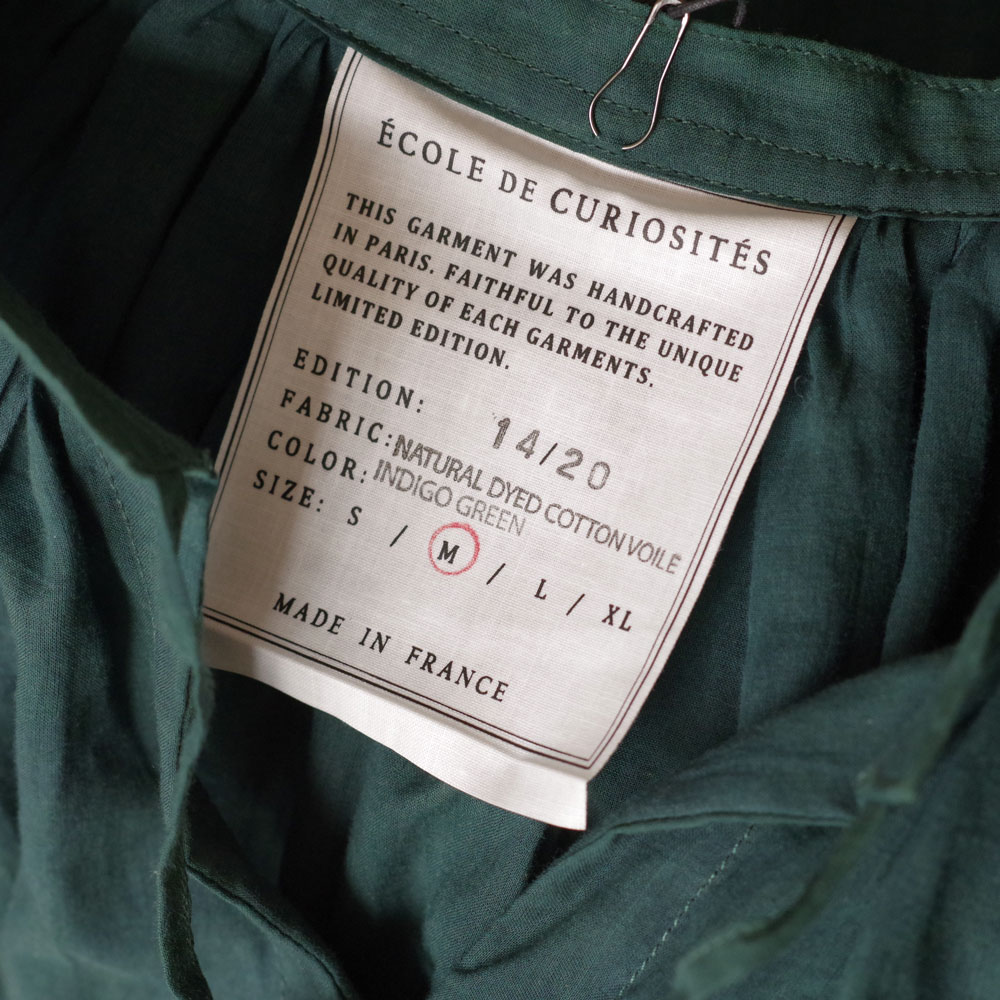 ÉCOLE DE CURIOSITÉS
THIS GARMENT WAS HANDCRAFTED
IN PARIS. FAITHFUL TO THE UNIQUE
QUALITY OF EACH GARMENTS.
LIMITED EDITION.
EDITION: 14/20
FABRIC: NATURAL DYED COTTON VOILE
COLOR: INDIGO GREEN
SIZE: S / M / L / XL
MADE IN FRANCE